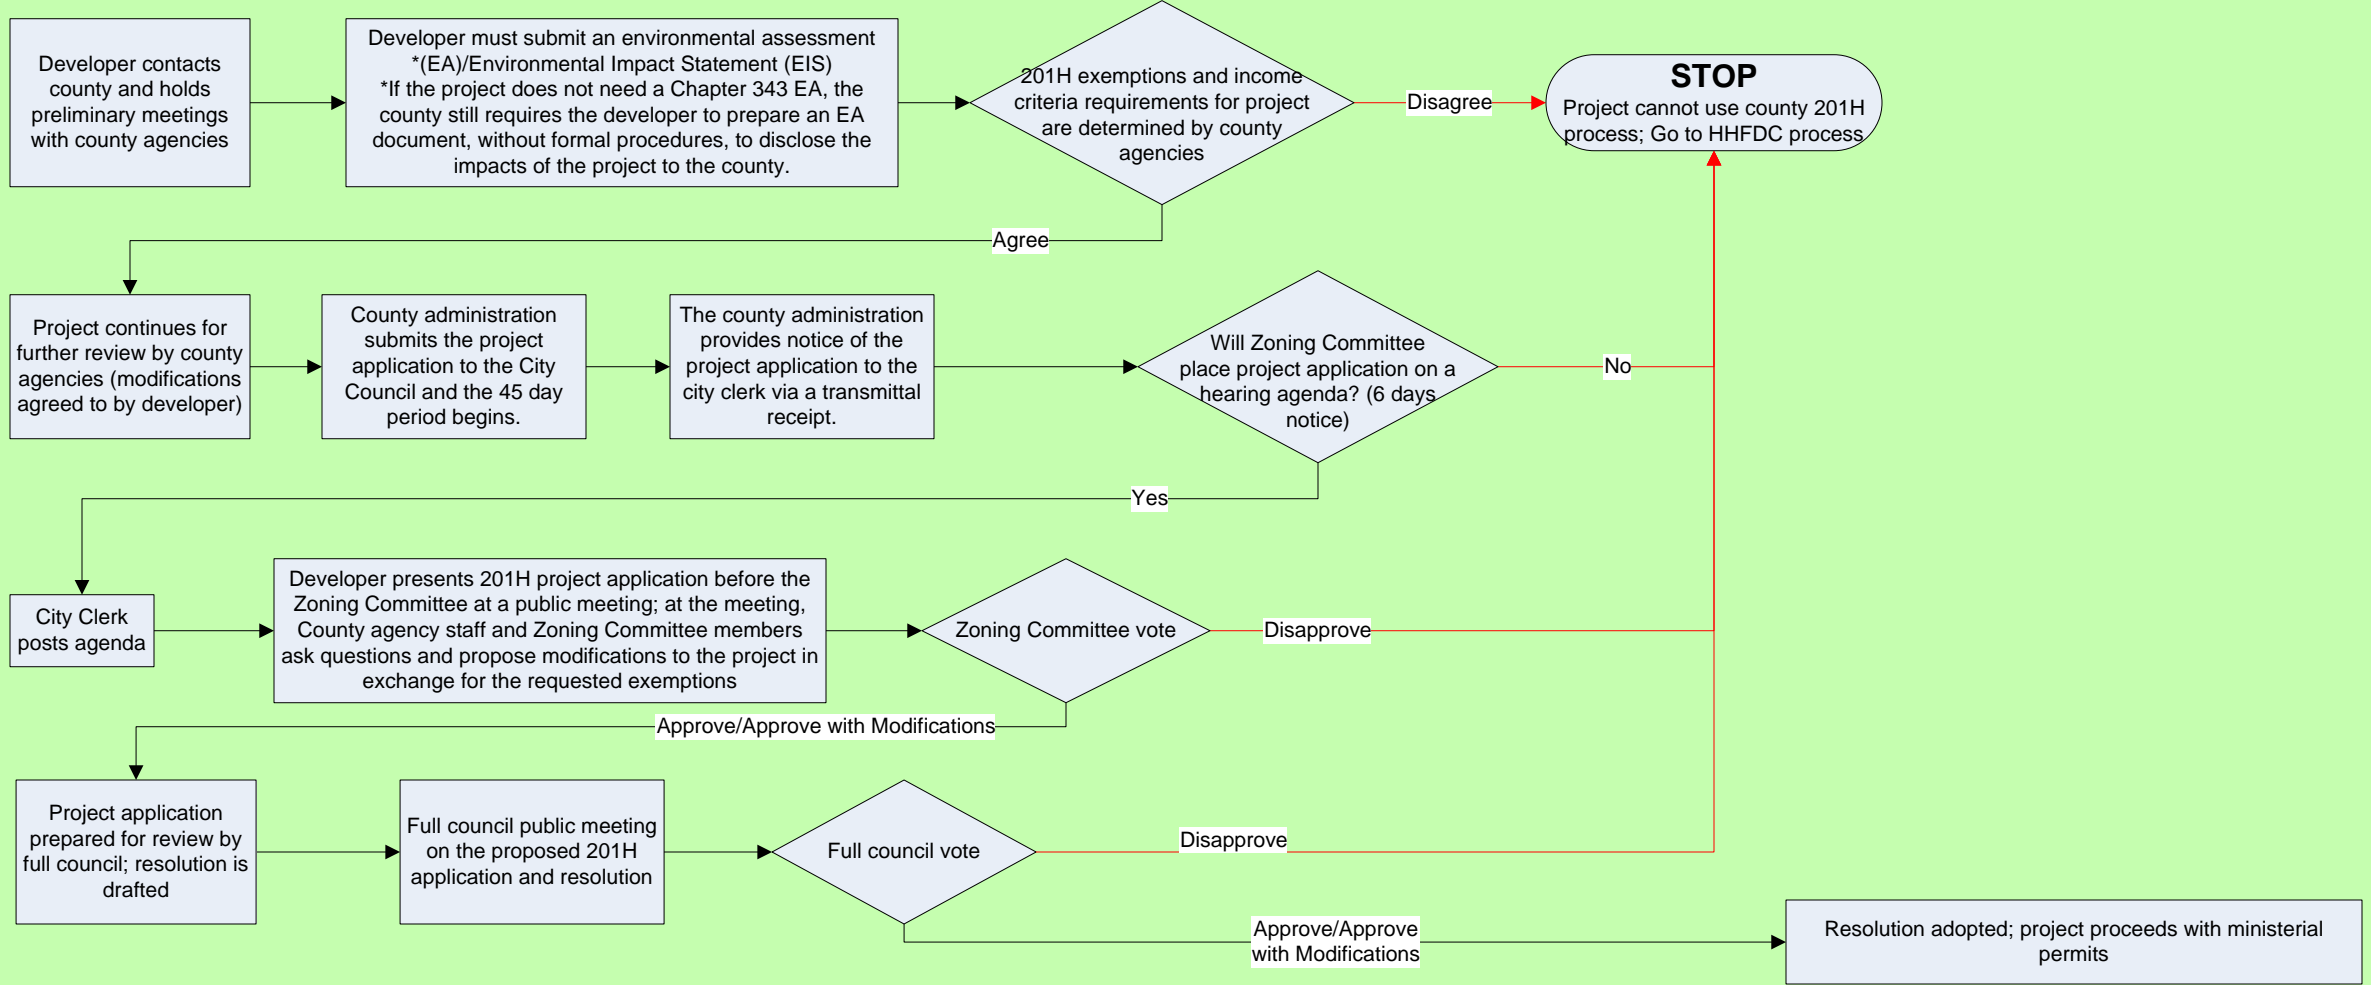 Developer contacts
county and holds
preliminary meetings
with county agencies
Developer must submit an environmental assessment
*(EA)/Environmental Impact Statement (EIS)
*If the project does not need a Chapter 343 EA, the
county still requires the developer to prepare an EA
document, without formal procedures, to disclose the
impacts of the project to the county.
201H exemptions and income
criteria requirements for project
are determined by county
agencies
Disagree
STOP
Project cannot use county 201H
process; Go to HHFDC process
Agree
Project continues for
further review by county
agencies (modifications
agreed to by developer)
County administration
submits the project
application to the City
Council and the 45 day
period begins.
The county administration
provides notice of the
project application to the
city clerk via a transmittal
receipt.
Will Zoning Committee
place project application on a
hearing agenda? (6 days
notice)
No
Yes
City Clerk
posts agenda
Developer presents 201H project application before the
Zoning Committee at a public meeting; at the meeting,
County agency staff and Zoning Committee members
ask questions and propose modifications to the project in
exchange for the requested exemptions
Zoning Committee vote
Disapprove
Approve/Approve with Modifications
Project application
prepared for review by
full council; resolution is
drafted
Full council public meeting
on the proposed 201H
application and resolution
Full council vote
Disapprove
Approve/Approve
with Modifications
Resolution adopted; project proceeds with ministerial
permits